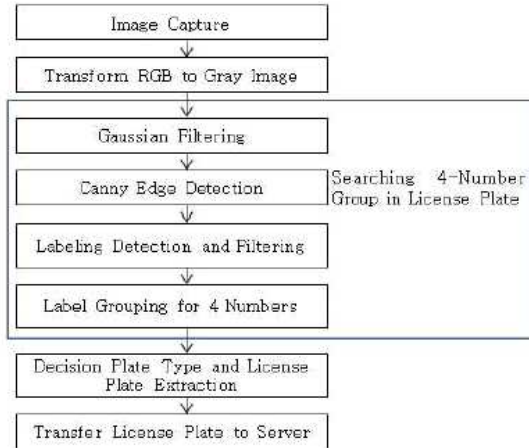 Image Capture
Transform RGB to Gray Image
Gaussian Filtering
Canny Edge Detection
Searching 4-Number
Group in License Plate
Labeling Detection and Filtering
Label Grouping for 4 Numbers
Decision Plate Type and License
Plate Extraction
Transfer License Plate to Server